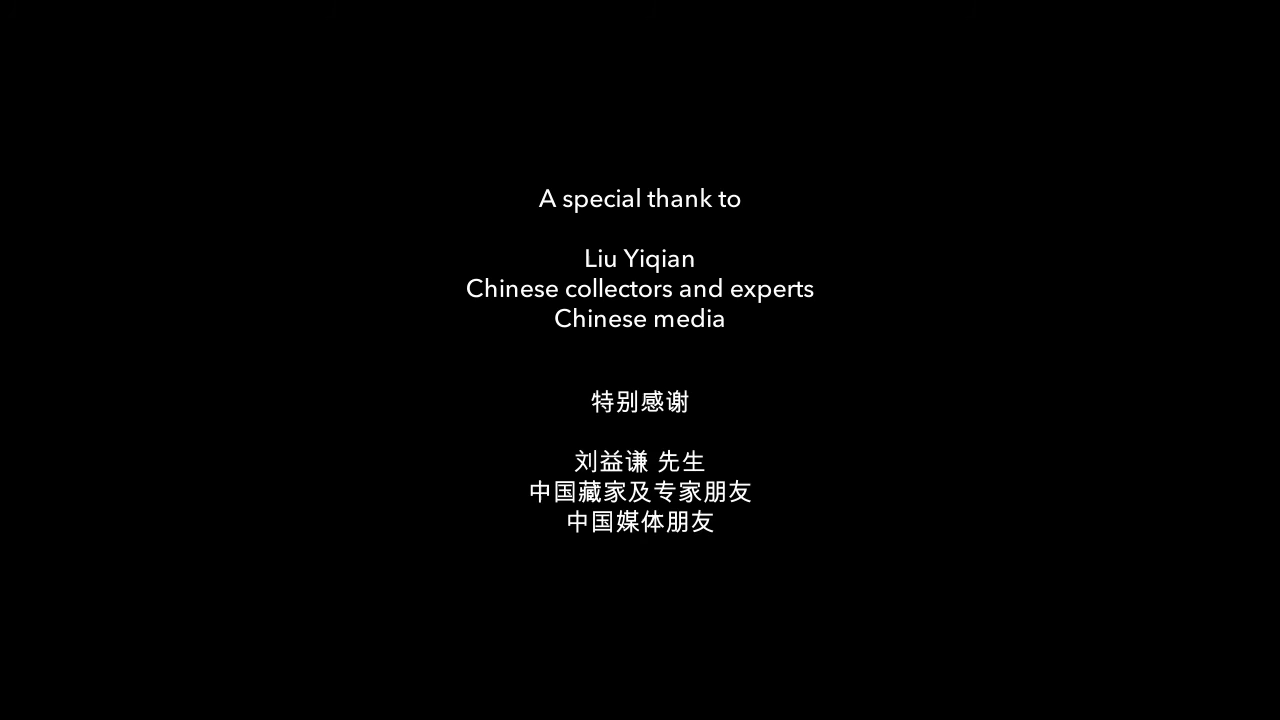 A special thank to
Liu Yiqian
Chinese collectors and experts
Chinese media
特别感谢
刘益谦 先生
中国藏家及专家朋友
中国媒体朋友